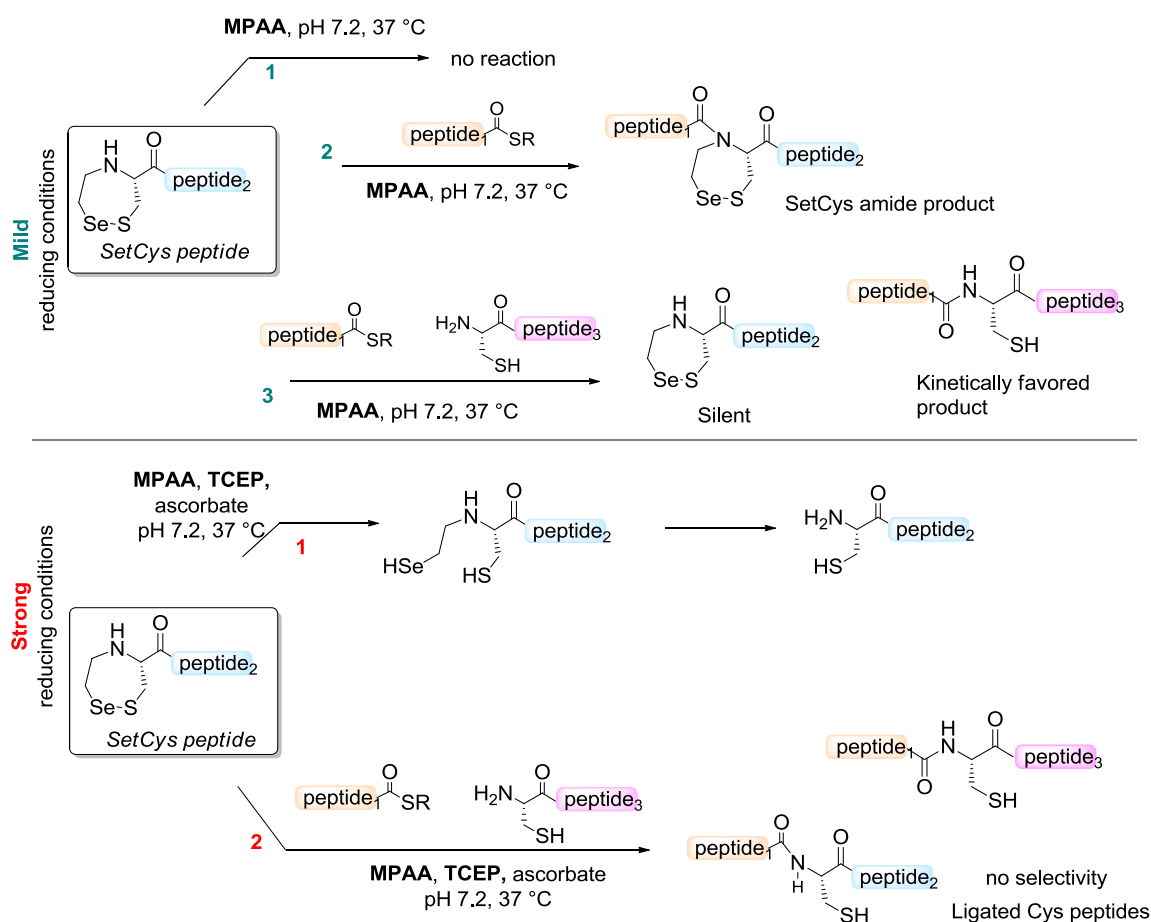 MPAA, pH 7.2, 37 °C
1
no reaction
Mild
reducing conditions
H
N
O
peptide2
Se-S
SetCys peptide
peptide1
O
SR
2
MPAA, pH 7.2, 37 °C
O
peptide1
N
O
peptide2
Se-S
SetCys amide product
peptide1
O
SR
H2N
O
peptide3
SH
3
MPAA, pH 7.2, 37 °C
H
N
O
peptide2
Se-S
Silent
peptide1
H
N
O
O
peptide3
SH
Kinetically favored
product
Strong
reducing conditions
MPAA, TCEP,
ascorbate
pH 7.2, 37 °C
1
H
N
O
peptide2
HSe
HS
H2N
O
peptide2
HS
H
N
O
peptide2
Se-S
SetCys peptide
peptide1
O
SR
H2N
O
peptide3
SH
2
MPAA, TCEP, ascorbate
pH 7.2, 37 °C
peptide1
H
N
O
O
peptide3
SH
peptide1
O
N
H
O
peptide2
SH
no selectivity
Ligated Cys peptides